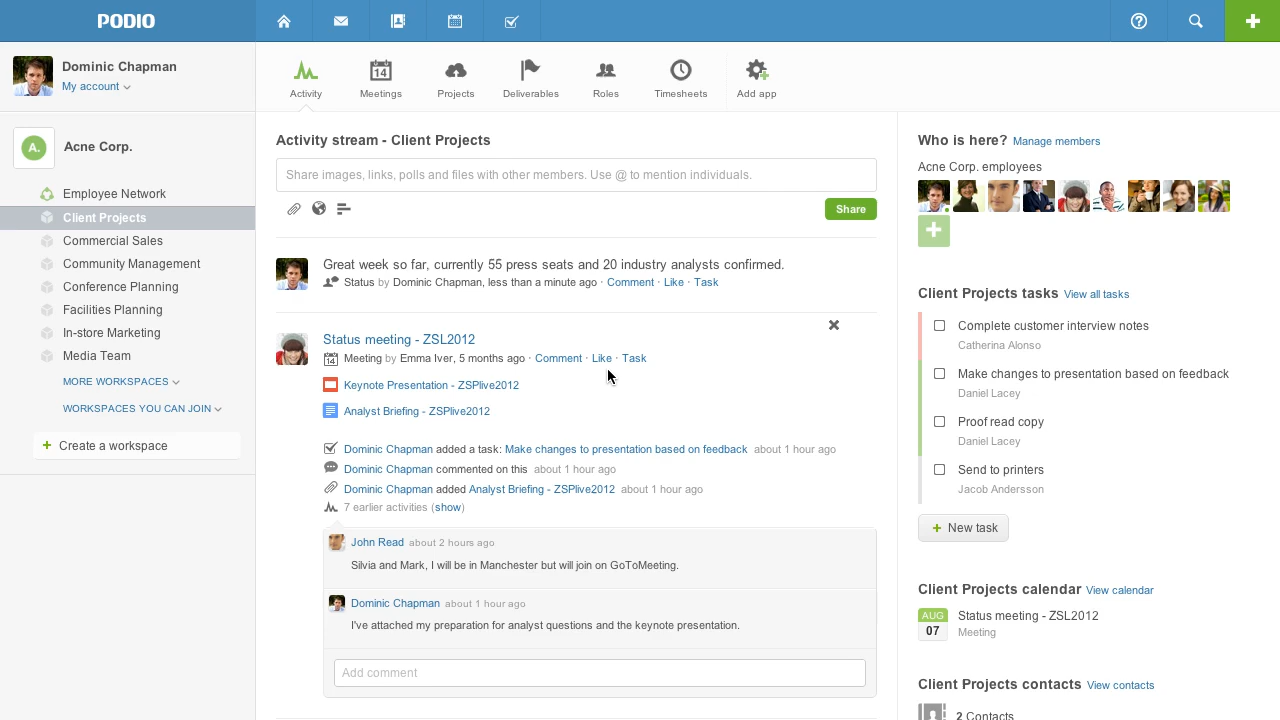 PODIO
Dominic Chapman
My account
Activity
14
Meetings
Projects
Deliverables
Roles
Timesheets
Add app
A.
Acne Corp.
Employee Network
Client Projects
Commercial Sales
Community Management
Conference Planning
Facilities Planning
In-store Marketing
Media Team
MORE WORKSPACES
WORKSPACES YOU CAN JOIN
+ Create a workspace
Activity stream - Client Projects
Share images, links, polls and files with other members. Use @ to mention individuals.
Share
Great week so far, currently 55 press seats and 20 industry analysts confirmed.
Status by Dominic Chapman, less than a minute ago · Comment · Like · Task
Status meeting - ZSL2012
14 Meeting by Emma Iver, 5 months ago · Comment · Like · Task
Keynote Presentation - ZSPlive2012
Analyst Briefing - ZSPlive2012
Dominic Chapman added a task: Make changes to presentation based on feedback about 1 hour ago
Dominic Chapman commented on this about 1 hour ago
Dominic Chapman added Analyst Briefing - ZSPlive2012 about 1 hour ago
7 earlier activities (show)
John Read about 2 hours ago
Silvia and Mark, I will be in Manchester but will join on GoToMeeting.
Dominic Chapman about 1 hour ago
I've attached my preparation for analyst questions and the keynote presentation.
Add comment
Who is here? Manage members
Acne Corp. employees
Client Projects tasks View all tasks
Complete customer interview notes
Catherina Alonso
Make changes to presentation based on feedback
Daniel Lacey
Proof read copy
Daniel Lacey
Send to printers
Jacob Andersson
+ New task
Client Projects calendar View calendar
AUG
07
Status meeting - ZSL2012
Meeting
Client Projects contacts View contacts
2 Contacts